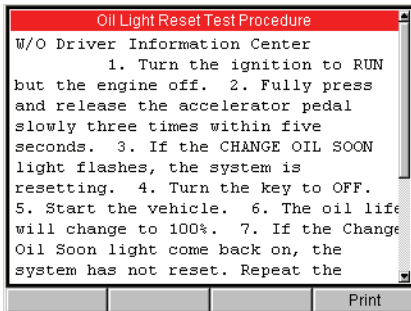 Oil Light Reset Test Procedure
W/O Driver Information Center
1. Turn the ignition to RUN
but the engine off. 2. Fully press
and release the accelerator pedal
slowly three times within five
seconds. 3. If the CHANGE OIL SOON
light flashes, the system is
resetting. 4. Turn the key to OFF.
5. Start the vehicle. 6. The oil life
will change to 100%. 7. If the Change
Oil Soon light come back on, the
system has not reset. Repeat the
Print